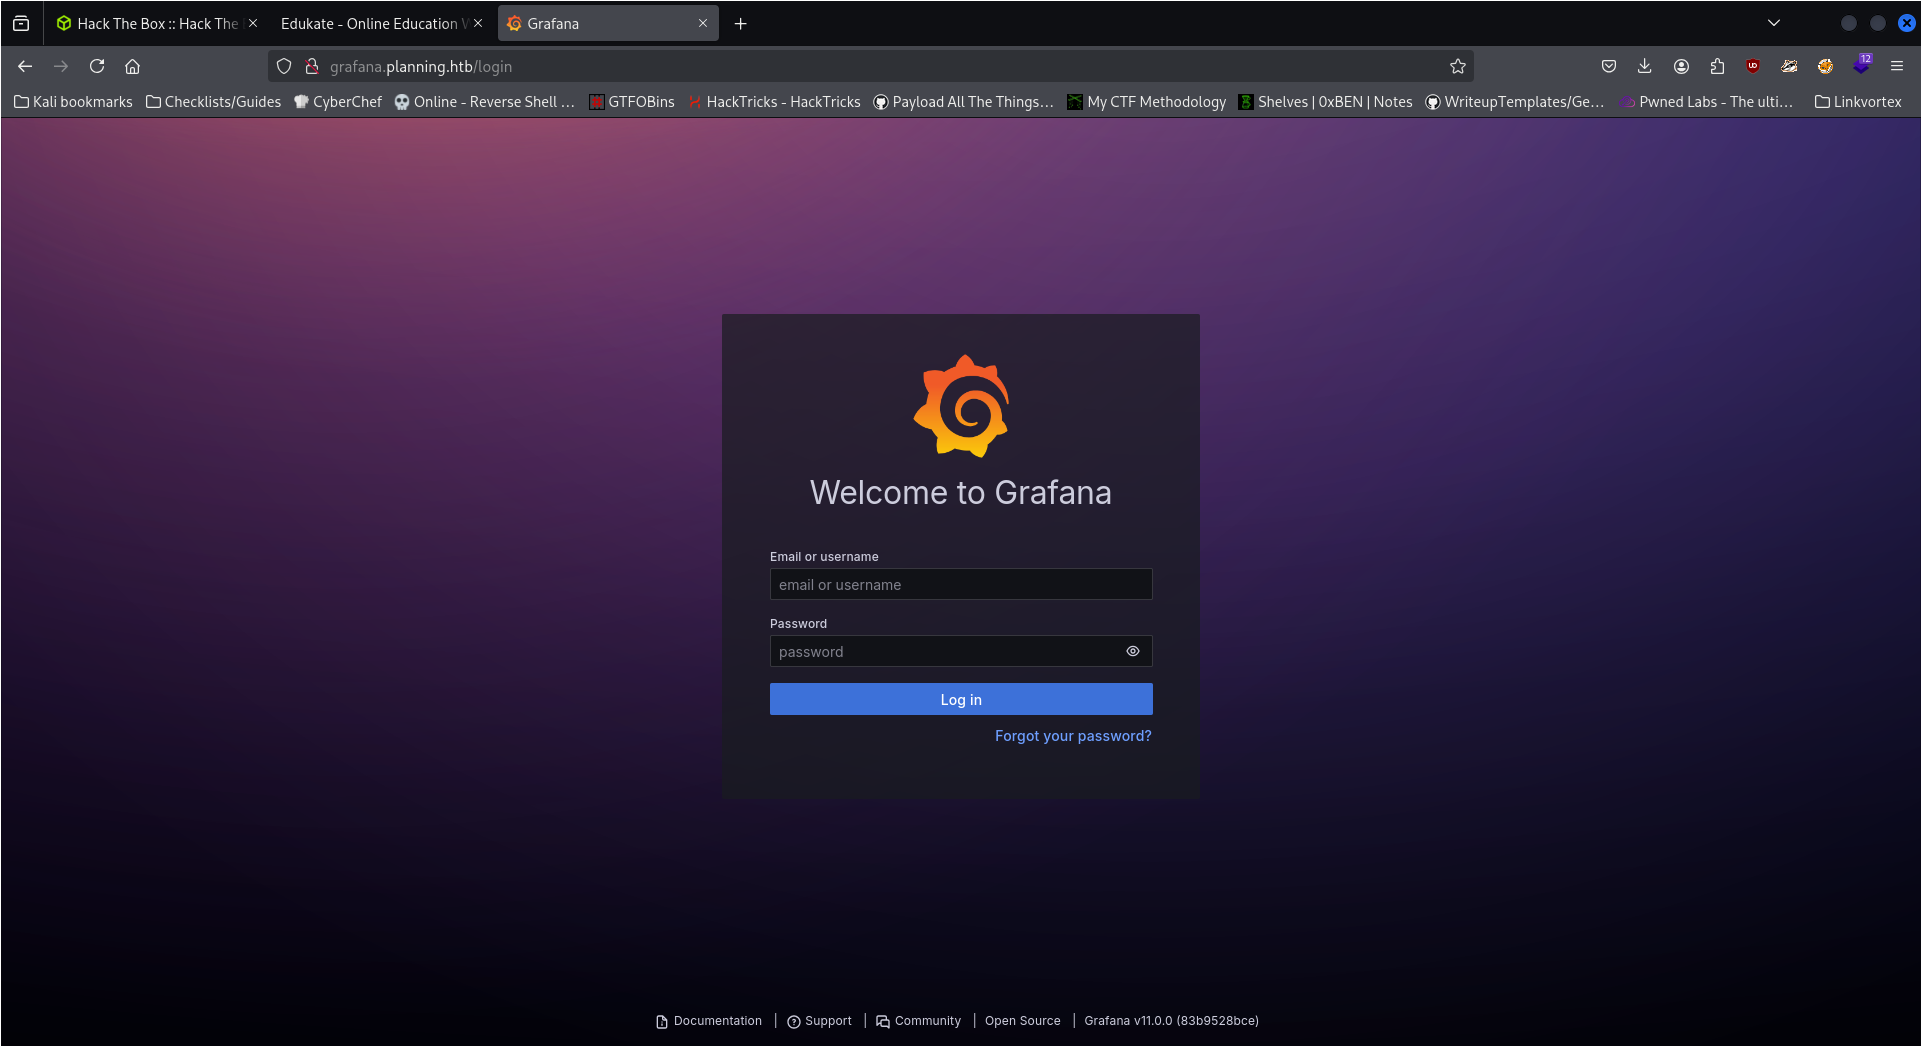 Hack The Box :: Hack The
Edukate - Online Education
Grafana
grafana.planning.htb/login
12
Kali bookmarks
Checklists/Guides
CyberChef
Online - Reverse Shell …
GTFOBins
HackTricks - HackTricks
Payload All The Things…
My CTF Methodology
Shelves | 0xBEN | Notes
WriteupTemplates/Ge…
Pwned Labs - The ulti…
Linkvortex
Welcome to Grafana
Email or username
email or username
Password
password
Log in
Forgot your password?
Documentation | Support | Community | Open Source | Grafana v11.0.0 (83b9528bce)